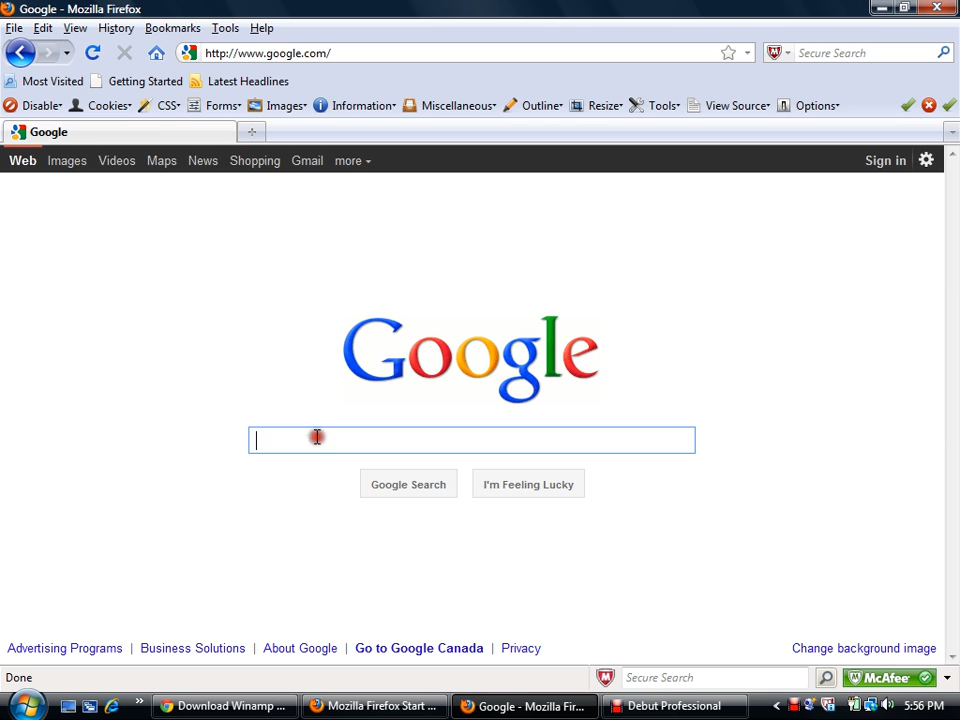 Google - Mozilla Firefox
File Edit View History Bookmarks Tools Help
http://www.google.com/ Secure Search
Most Visited Getting Started Latest Headlines
Disable Cookies CSS Forms Images Information Miscellaneous Outline Resize Tools View Source Options
Google
Web Images Videos Maps News Shopping Gmail more Sign in
Google
Google Search I'm Feeling Lucky
Advertising Programs | Business Solutions | About Google | Go to Google Canada | Privacy Change background image
Done Secure Search McAfee
» Download Winamp ... Mozilla Firefox Start ... Google - Mozilla Fir... Debut Professional < 5:56 PM